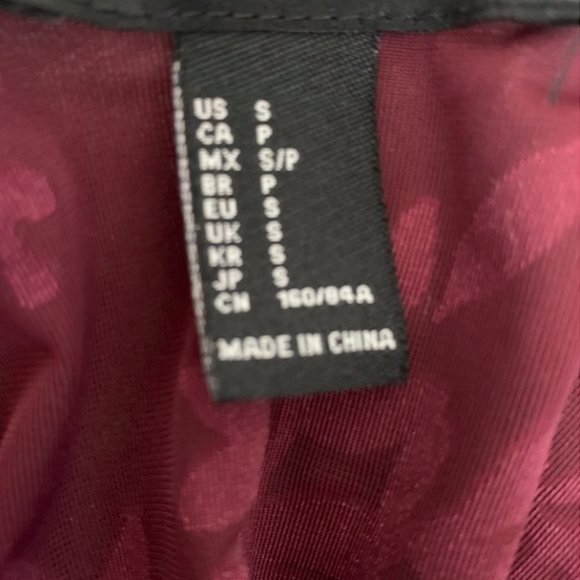 US S
CA P
MX S/P
BR P
EU S
UK S
KR S
JP S
CN 160/84A
MADE IN CHINA